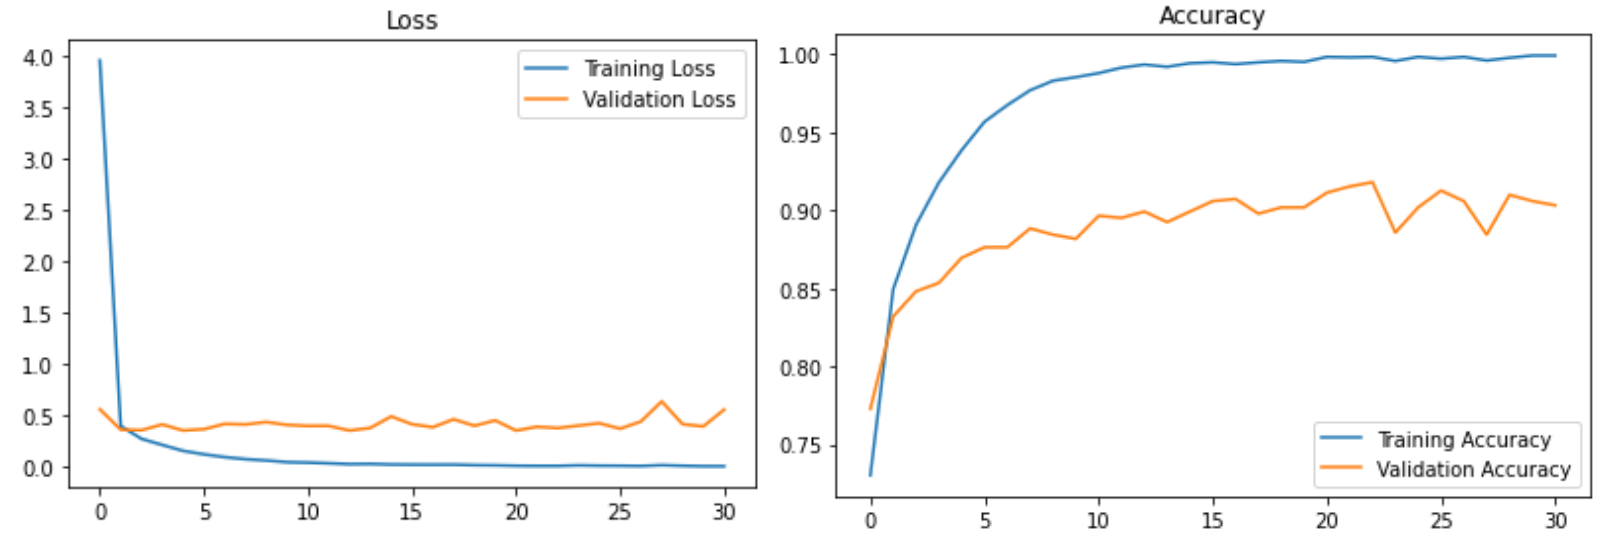 Loss
4.0
3.5
3.0
2.5
2.0
1.5
1.0
0.5
0.0
0 5 10 15 20 25 30
Training Loss
Validation Loss
Accuracy
1.00
0.95
0.90
0.85
0.80
0.75
0 5 10 15 20 25 30
Training Accuracy
Validation Accuracy